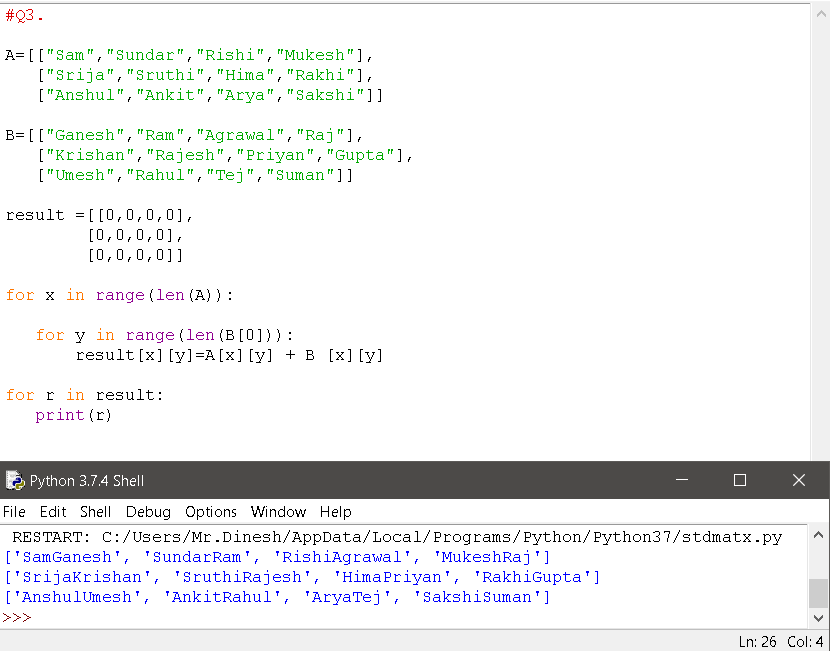 #Q3.
A=[["Sam","Sundar","Rishi","Mukesh"],
   ["Srija","Sruthi","Hima","Rakhi"],
   ["Anshul","Ankit","Arya","Sakshi"]]
B=[["Ganesh","Ram","Agrawal","Raj"],
   ["Krishan","Rajesh","Priyan","Gupta"],
   ["Umesh","Rahul","Tej","Suman"]]
result =[[0,0,0,0],
        [0,0,0,0],
        [0,0,0,0]]
for x in range(len(A)):
   for y in range(len(B[0])):
       result[x][y]=A[x][y] + B [x][y]
for r in result:
   print(r)
Python 3.7.4 Shell
File Edit Shell Debug Options Window Help
RESTART: C:/Users/Mr.Dinesh/AppData/Local/Programs/Python/Python37/stdmatx.py
['SamGanesh', 'SundarRam', 'RishiAgrawal', 'MukeshRaj']
['SrijaKrishan', 'SruthiRajesh', 'HimaPriyan', 'RakhiGupta']
['AnshulUmesh', 'AnkitRahul', 'AryaTej', 'SakshiSuman']
>>>
Ln: 26 Col: 4